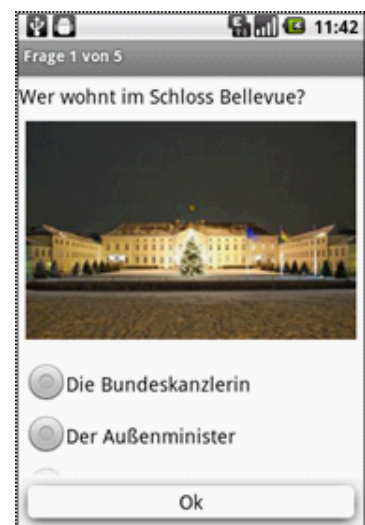 11:42
Frage 1 von 5
Wer wohnt im Schloss Bellevue?
Die Bundeskanzlerin
Der Außenminister
Ok